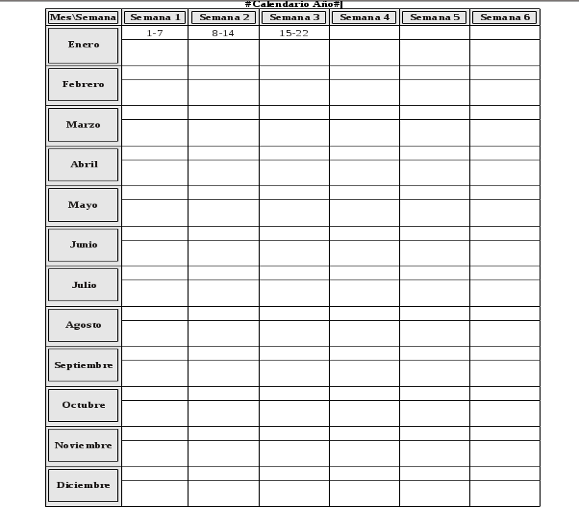 #Calendario Año#
Mes\Semana Semana 1 Semana 2 Semana 3 Semana 4 Semana 5 Semana 6
Enero 1-7 8-14 15-22
Febrero
Marzo
Abril
Mayo
Junio
Julio
Agosto
Septiembre
Octubre
Noviembre
Diciembre